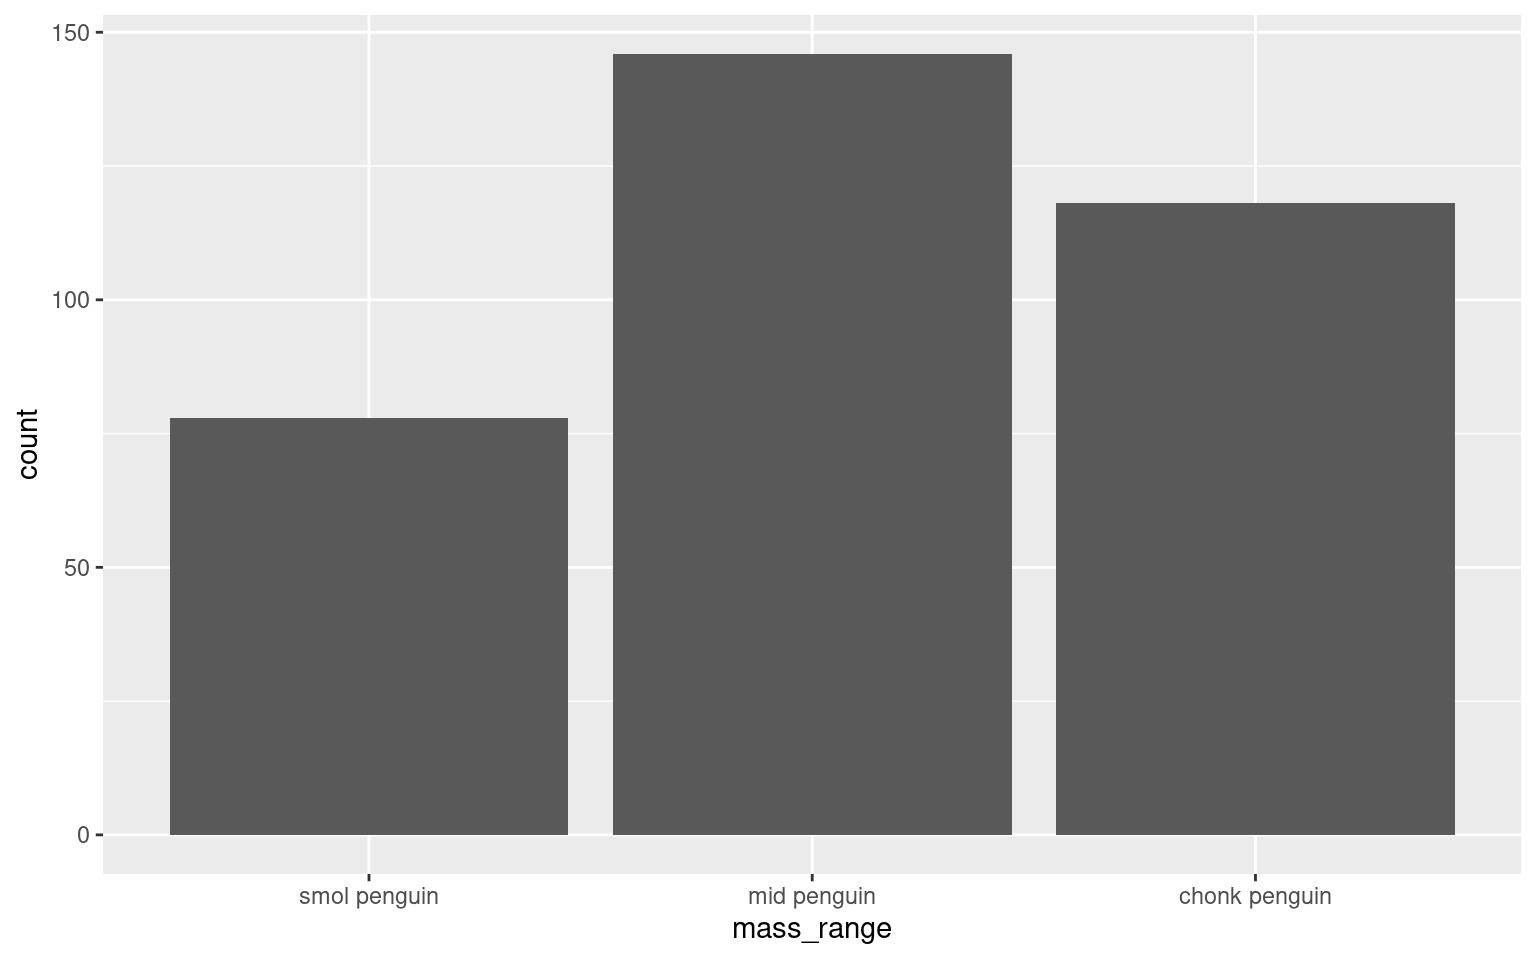 150
100
50
0
count
smol penguin
mid penguin
chonk penguin
mass_range